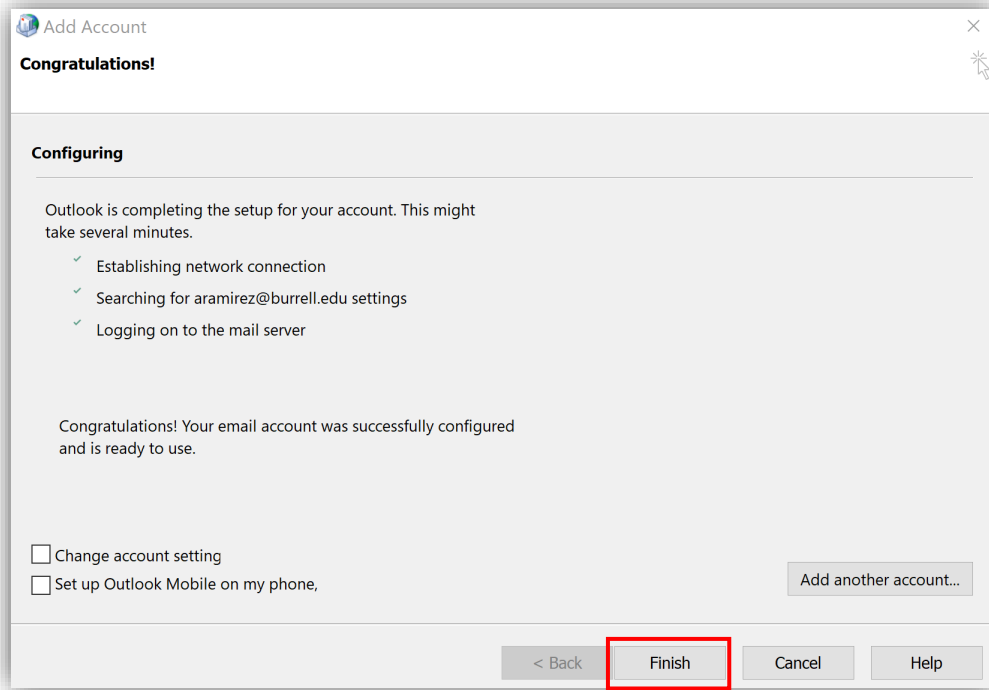 Add Account
Congratulations!
Configuring
Outlook is completing the setup for your account. This might
take several minutes.
Establishing network connection
Searching for aramirez@burrell.edu settings
Logging on to the mail server
Congratulations! Your email account was successfully configured
and is ready to use.
Change account setting
Set up Outlook Mobile on my phone,
Add another account...
< Back
Finish
Cancel
Help